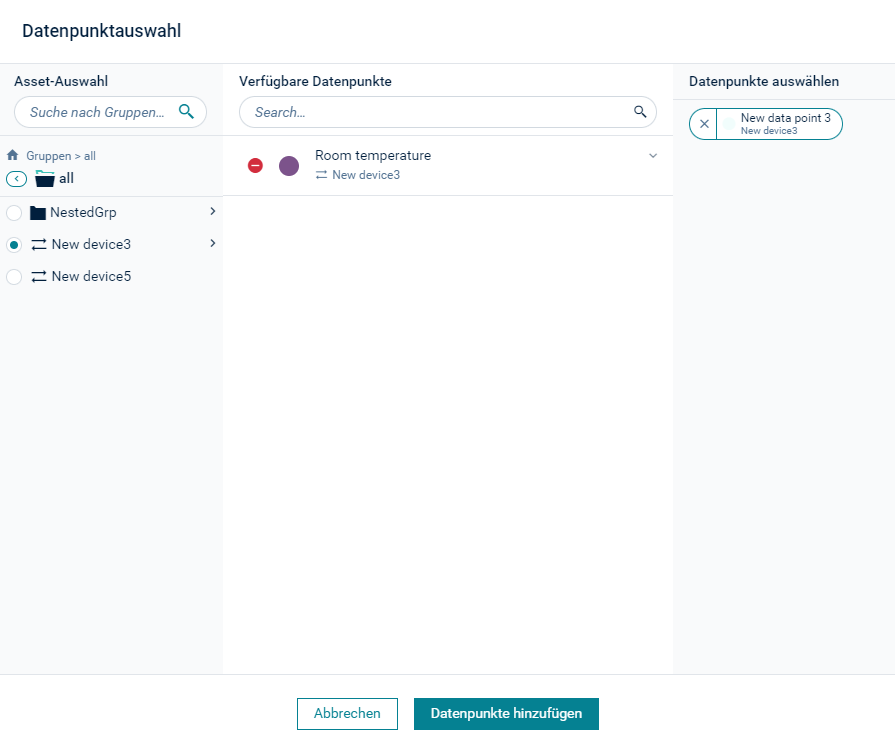 Datenpunktauswahl
Asset-Auswahl
Suche nach Gruppen...
Gruppen > all
all
NestedGrp
New device3
New device5
Verfügbare Datenpunkte
Search...
Room temperature
New device3
Datenpunkte auswählen
New data point 3
New device3
Abbrechen
Datenpunkte hinzufügen